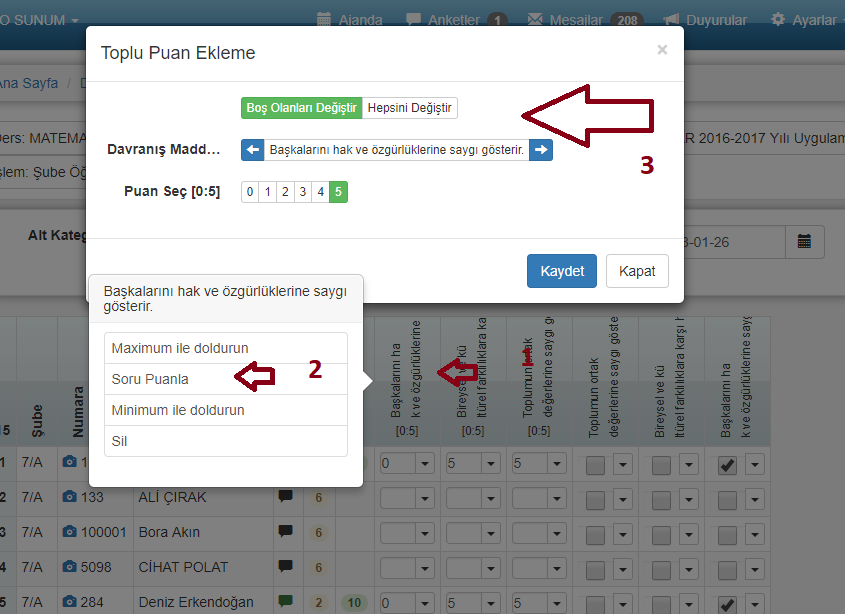 O SUNUM
Ajanda
Anketler 1
Mesajlar 208
Duyurular
Ayarlar
Toplu Puan Ekleme
×
Ana Sayfa /
Boş Olanları Değiştir Hepsini Değiştir
Ders: MATEMA
R 2016-2017 Yılı Uygulam
Davranış Madd... Başkalarını hak ve özgürlüklerine saygı gösterir.
3
şlem: Şube Öğ
Puan Seç [0:5] 0 1 2 3 4 5
Alt Kateg
3-01-26
Kaydet Kapat
Başkalarını hak ve özgürlüklerine saygı
gösterir.
Maximum ile doldurun
Soru Puanla
2
Minimum ile doldurun
Sil
1
Şube
Numara
Başkalarını ha
k ve özgürlüklerine
[0:5]
Bireysel ve kü
ltürel farklılıklara ka
[0:5]
Toplumun ortak
değerlerine saygı g
[0:5]
Toplumun ortak
değerlerine saygı göste
Bireysel ve kü
ltürel farklılıklara karşı h
Başkalarını ha
k ve özgürlüklerine sayg
15
1 7/A 1 0 5 5
2 7/A 133 ALİ ÇIRAK 6
3 7/A 100001 Bora Akın 6
4 7/A 5098 CİHAT POLAT 6
5 7/A 284 Deniz Erkendoğan 2 10 0 5 5